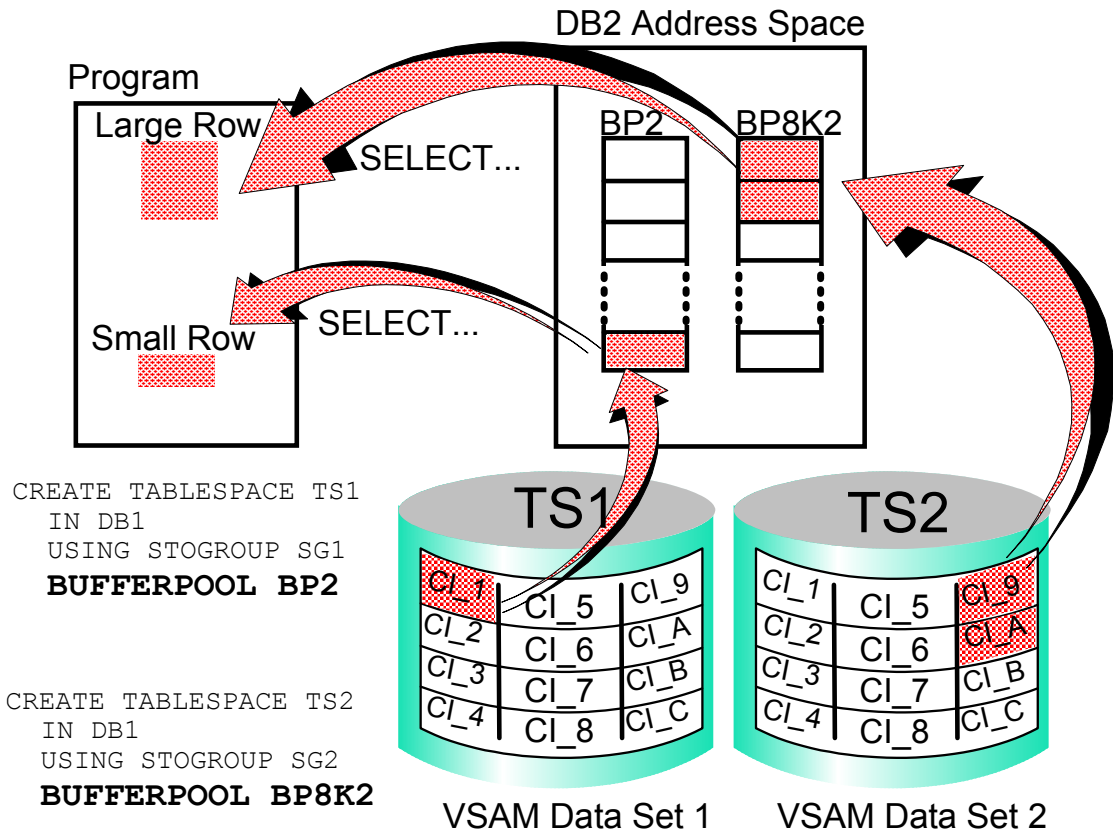 DB2 Address Space
Program
Large Row
BP2
BP8K2
SELECT...
SELECT...
Small Row
CREATE TABLESPACE TS1
IN DB1
USING STOGROUP SG1
BUFFERPOOL BP2
CREATE TABLESPACE TS2
IN DB1
USING STOGROUP SG2
BUFFERPOOL BP8K2
TS1
CI_1
CI_5
CI_9
CI_2
CI_6
CI_A
CI_3
CI_7
CI_B
CI_4
CI_8
CI_C
VSAM Data Set 1
TS2
CI_1
CI_5
CI_9
CI_2
CI_6
CI_A
CI_3
CI_7
CI_B
CI_4
CI_8
CI_C
VSAM Data Set 2